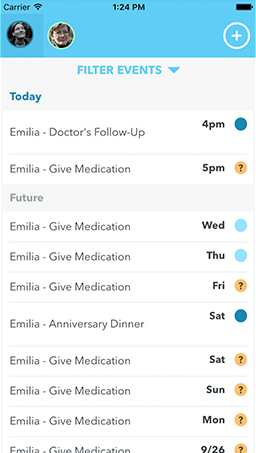 Carrier 1:24 PM
+
FILTER EVENTS
Today
Emilia - Doctor's Follow-Up 4pm
Emilia - Give Medication 5pm ?
Future
Emilia - Give Medication Wed
Emilia - Give Medication Thu
Emilia - Give Medication Fri ?
Emilia - Anniversary Dinner Sat
Emilia - Give Medication Sat ?
Emilia - Give Medication Sun ?
Emilia - Give Medication Mon ?
Emilia - Give Medication 9/26 ?